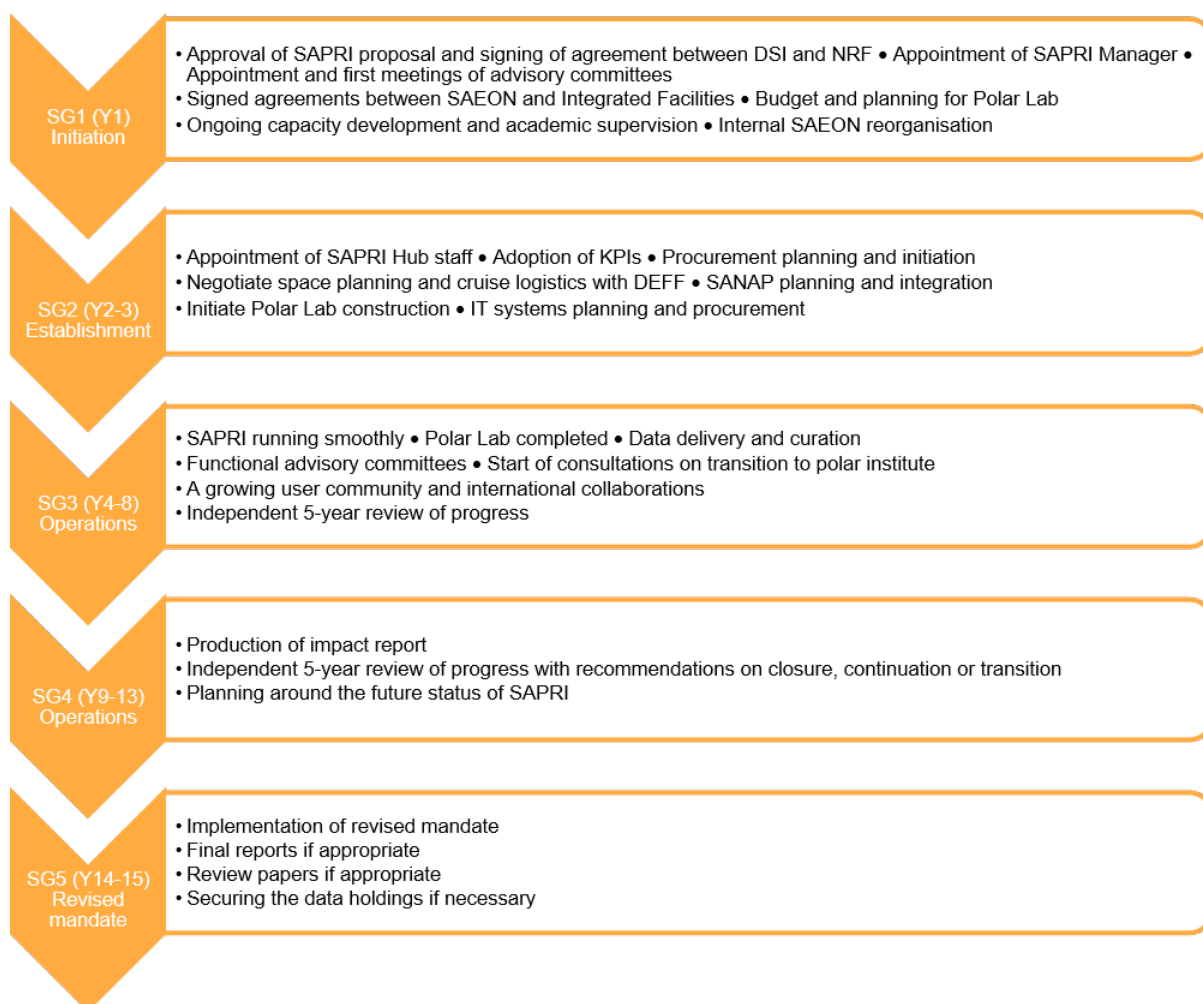 SG1 (Y1)
Initiation
• Approval of SAPRI proposal and signing of agreement between DSI and NRF • Appointment of SAPRI Manager •
Appointment and first meetings of advisory committees
• Signed agreements between SAEON and Integrated Facilities • Budget and planning for Polar Lab
• Ongoing capacity development and academic supervision • Internal SAEON reorganisation
SG2 (Y2-3)
Establishment
• Appointment of SAPRI Hub staff • Adoption of KPIs • Procurement planning and initiation
• Negotiate space planning and cruise logistics with DEFF • SANAP planning and integration
• Initiate Polar Lab construction • IT systems planning and procurement
SG3 (Y4-8)
Operations
• SAPRI running smoothly • Polar Lab completed • Data delivery and curation
• Functional advisory committees • Start of consultations on transition to polar institute
• A growing user community and international collaborations
• Independent 5-year review of progress
SG4 (Y9-13)
Operations
• Production of impact report
• Independent 5-year review of progress with recommendations on closure, continuation or transition
• Planning around the future status of SAPRI
SG5 (Y14-15)
Revised
mandate
• Implementation of revised mandate
• Final reports if appropriate
• Review papers if appropriate
• Securing the data holdings if necessary